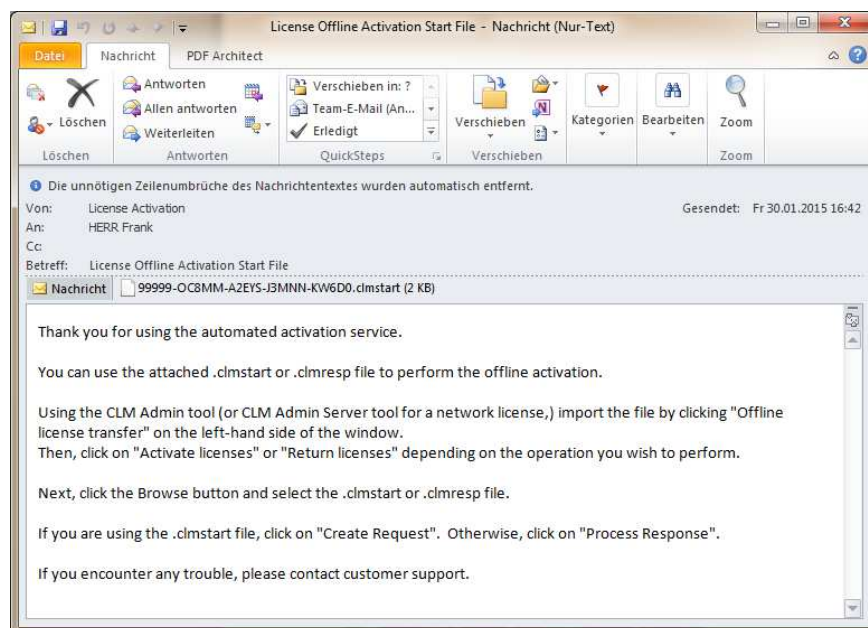 License Offline Activation Start File - Nachricht (Nur-Text)
Datei Nachricht PDF Architect
Löschen
Antworten
Allen antworten
Weiterleiten
Verschieben in: ?
Team-E-Mail (An...
Erledigt
Verschieben
Kategorien
Bearbeiten
Zoom
Löschen Antworten QuickSteps Verschieben Zoom
Die unnötigen Zeilenumbrüche des Nachrichtentextes wurden automatisch entfernt.
Von: License Activation Gesendet: Fr 30.01.2015 16:42
An: HERR Frank
Cc:
Betreff: License Offline Activation Start File
Nachricht 99999-OC8MM-A2EYS-J3MNN-KW6D0.clmstart (2 KB)
Thank you for using the automated activation service.
You can use the attached .clmstart or .clmresp file to perform the offline activation.
Using the CLM Admin tool (or CLM Admin Server tool for a network license,) import the file by clicking "Offline
license transfer" on the left-hand side of the window.
Then, click on "Activate licenses" or "Return licenses" depending on the operation you wish to perform.
Next, click the Browse button and select the .clmstart or .clmresp file.
If you are using the .clmstart file, click on "Create Request".  Otherwise, click on "Process Response".
If you encounter any trouble, please contact customer support.